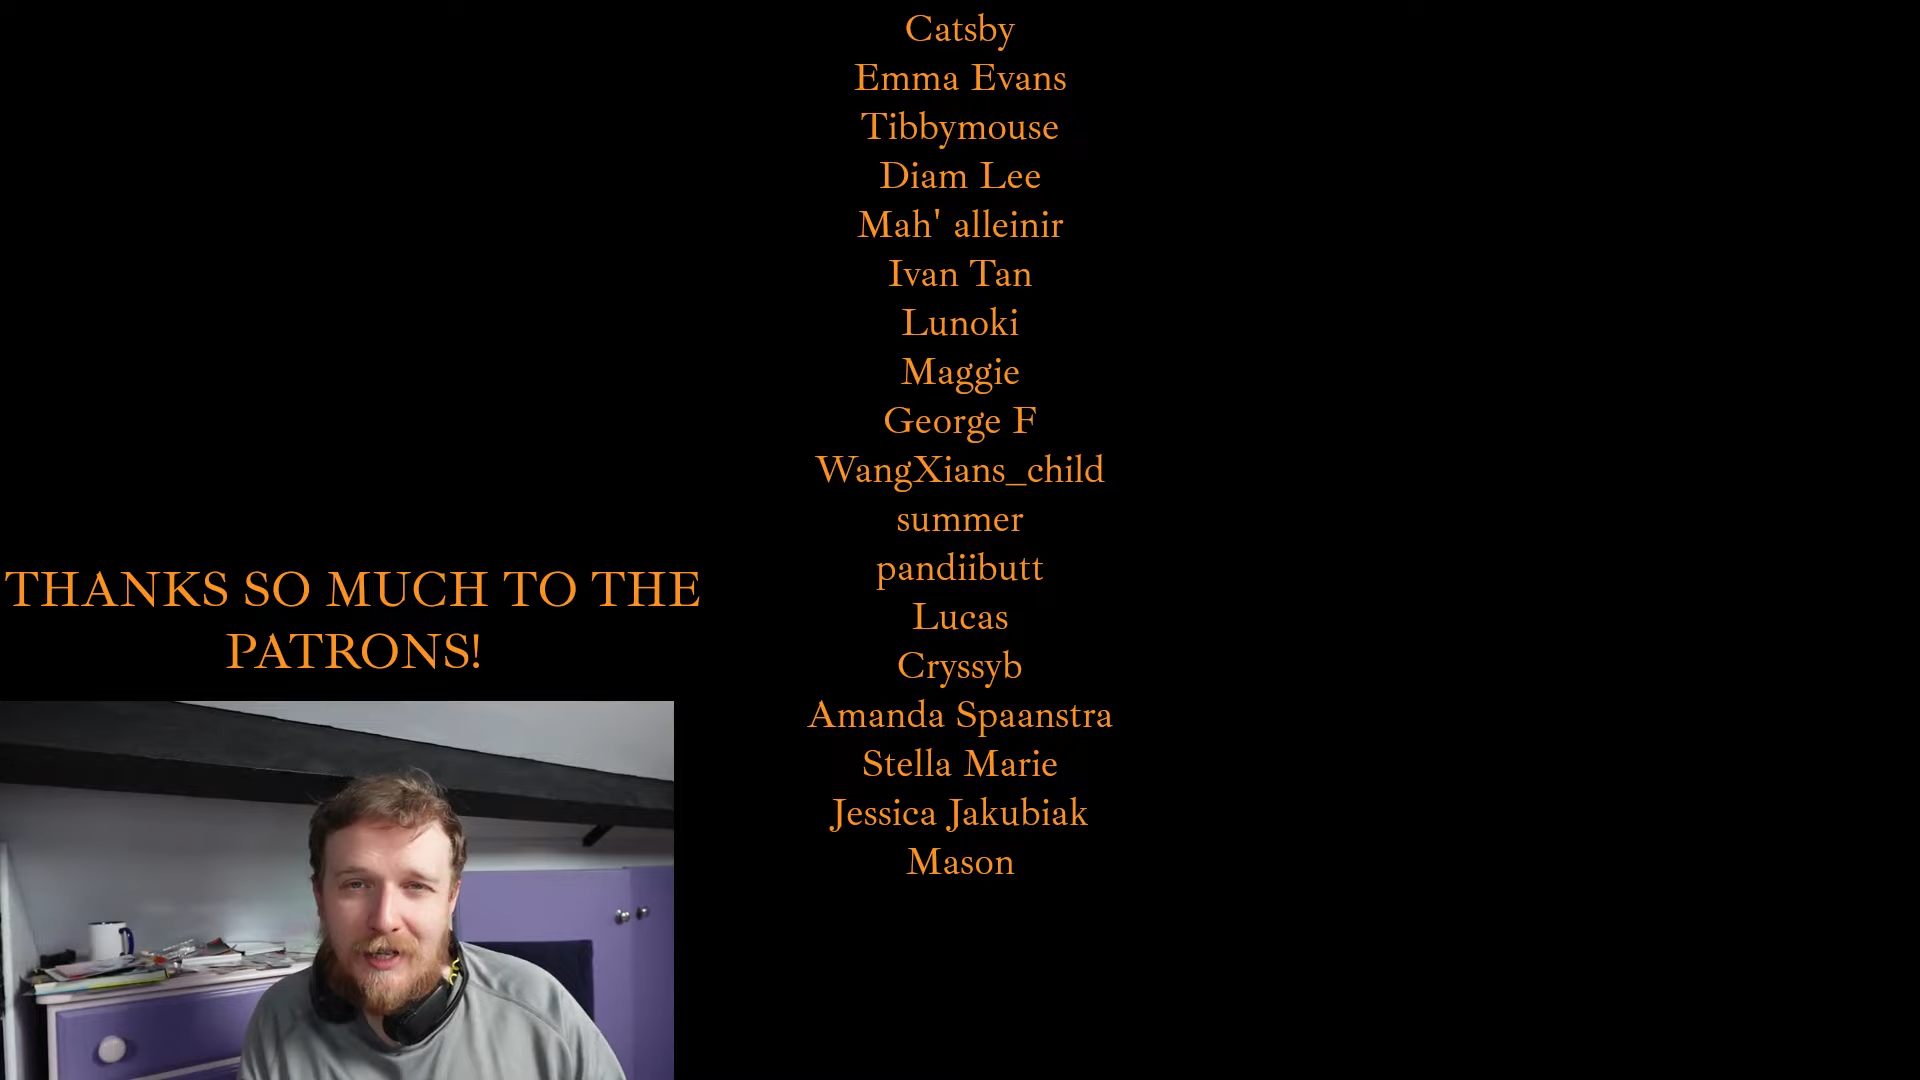 Catsby
Emma Evans
Tibbymouse
Diam Lee
Mah' alleinir
Ivan Tan
Lunoki
Maggie
George F
WangXians_child
summer
pandiibutt
Lucas
Cryssyb
Amanda Spaanstra
Stella Marie
Jessica Jakubiak
Mason
THANKS SO MUCH TO THE
PATRONS!